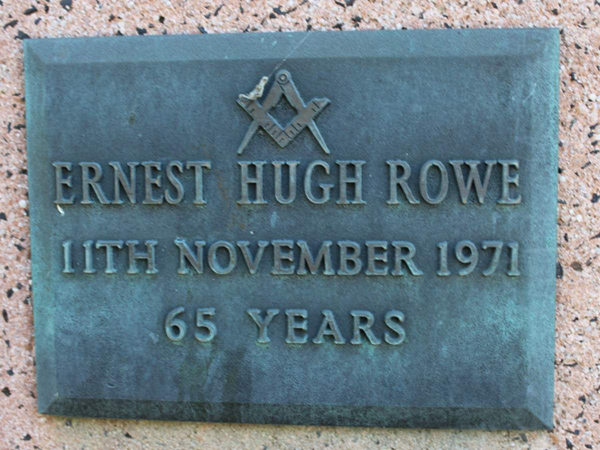 ERNEST HUGH ROWE
11TH NOVEMBER 1971
65 YEARS